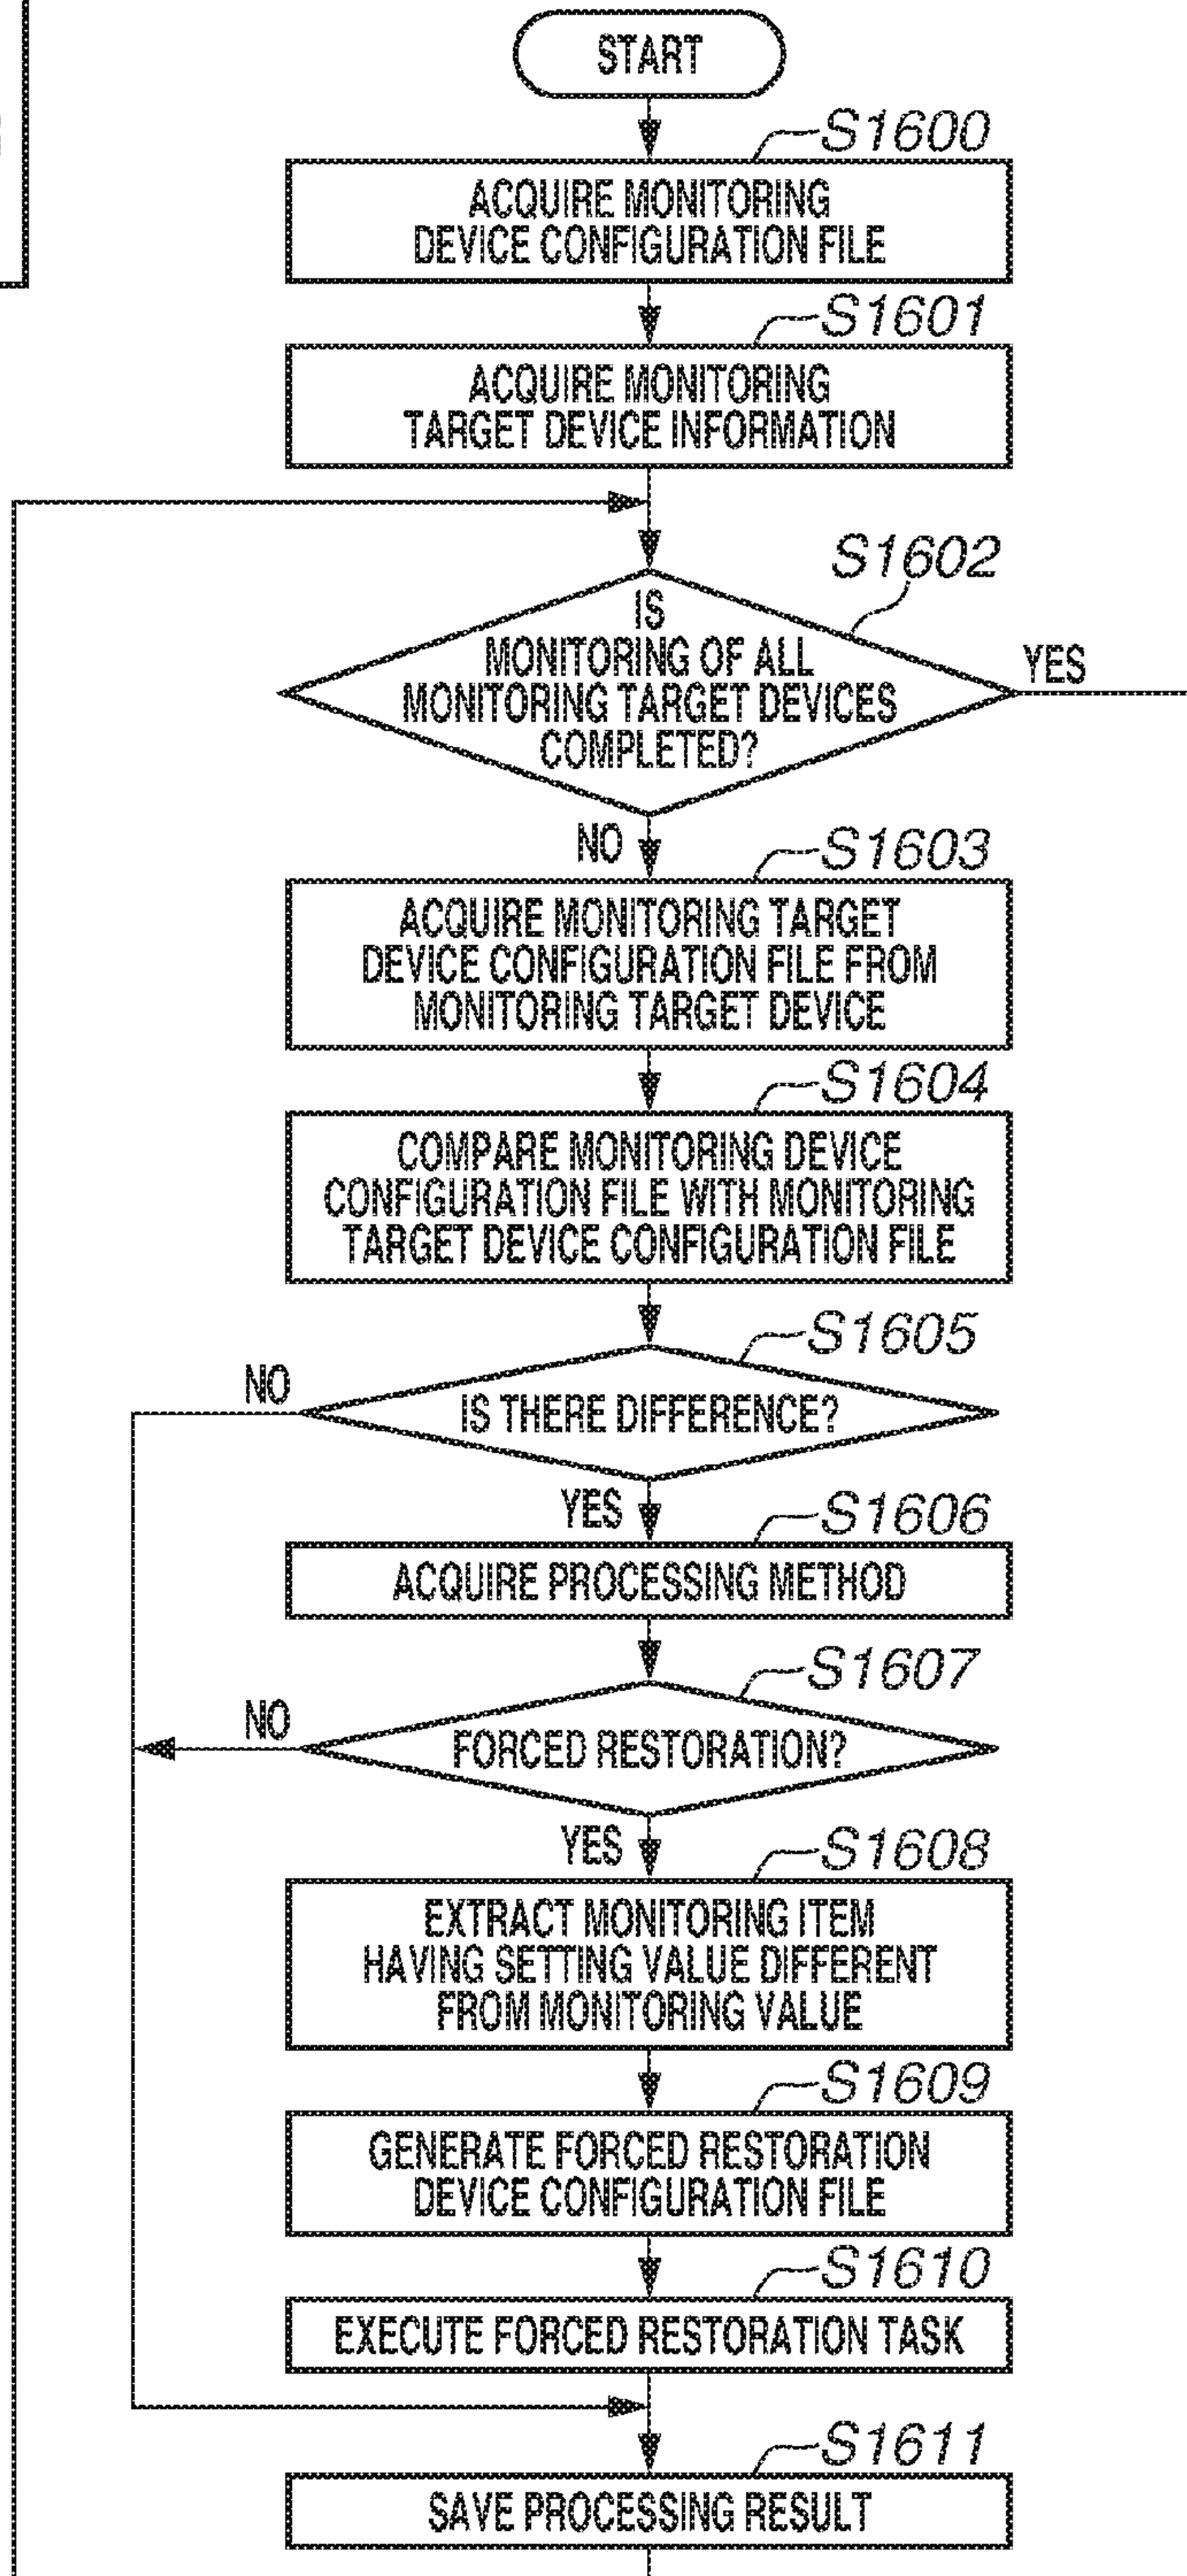 START
S1600
ACQUIRE MONITORING
DEVICE CONFIGURATION FILE
S1601
ACQUIRE MONITORING
TARGET DEVICE INFORMATION
S1602
IS
MONITORING OF ALL
MONITORING TARGET DEVICES
COMPLETED?
YES
NO
S1603
ACQUIRE MONITORING TARGET
DEVICE CONFIGURATION FILE FROM
MONITORING TARGET DEVICE
S1604
COMPARE MONITORING DEVICE
CONFIGURATION FILE WITH MONITORING
TARGET DEVICE CONFIGURATION FILE
S1605
NO
IS THERE DIFFERENCE?
YES
S1606
ACQUIRE PROCESSING METHOD
S1607
NO
FORCED RESTORATION?
YES
S1608
EXTRACT MONITORING ITEM
HAVING SETTING VALUE DIFFERENT
FROM MONITORING VALUE
S1609
GENERATE FORCED RESTORATION
DEVICE CONFIGURATION FILE
S1610
EXECUTE FORCED RESTORATION TASK
S1611
SAVE PROCESSING RESULT